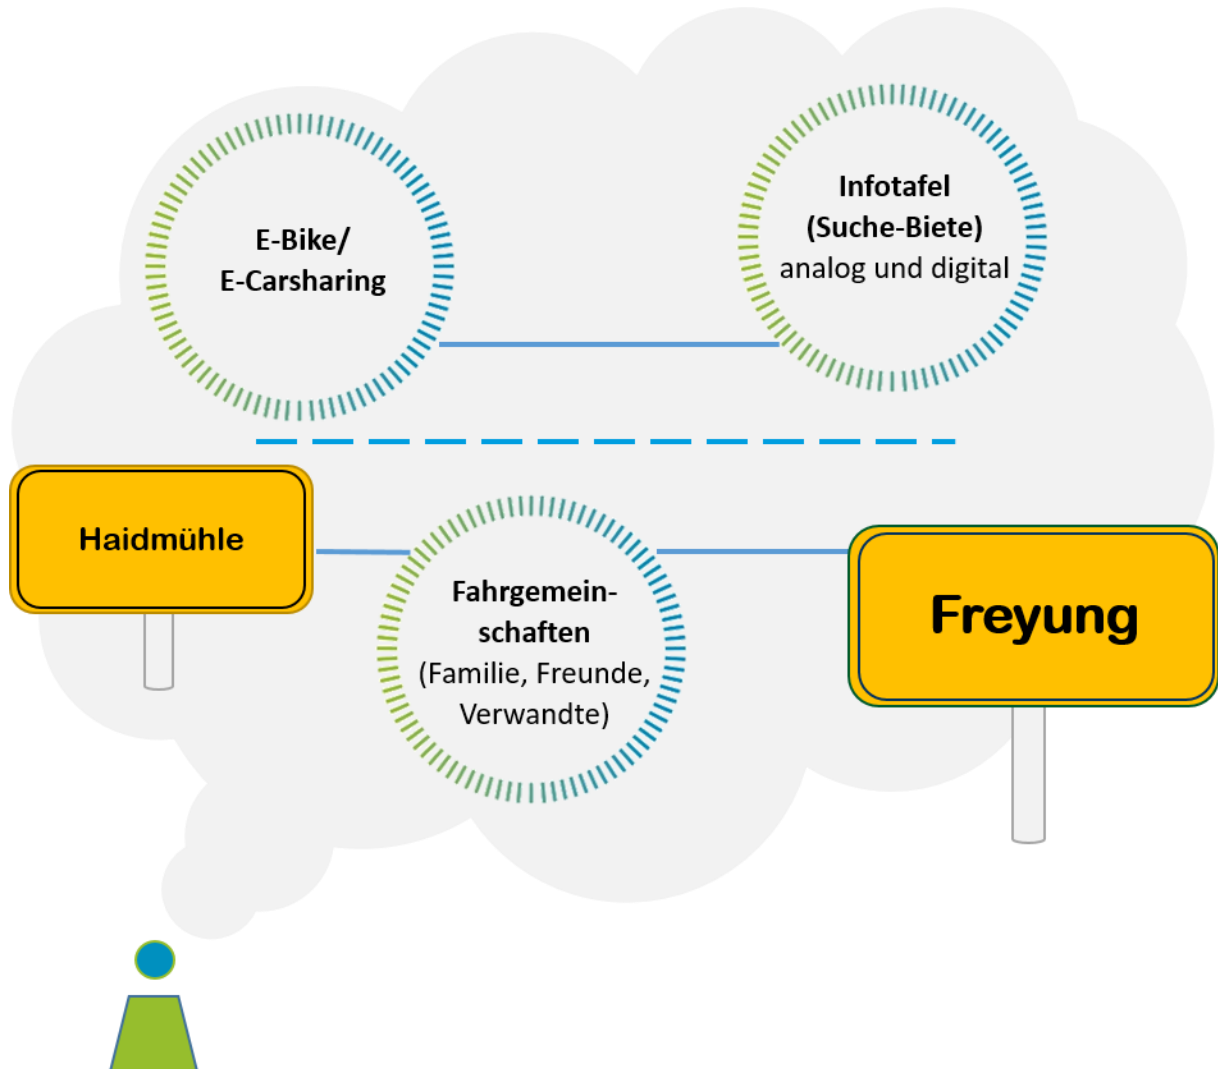 E-Bike/
E-Carsharing
Infotafel
(Suche-Biete)
analog und digital
Haidmühle
Fahrgemein-
schaften
(Familie, Freunde,
Verwandte)
Freyung